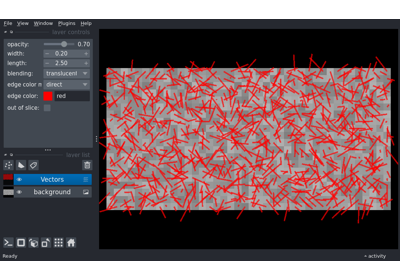 File View Window Plugins Help
layer controls
opacity: 0.70
width: 0.20
length: 2.50
blending: translucent
edge color m direct
edge color: red
out of slice:
layer list
Vectors
background
Ready activity